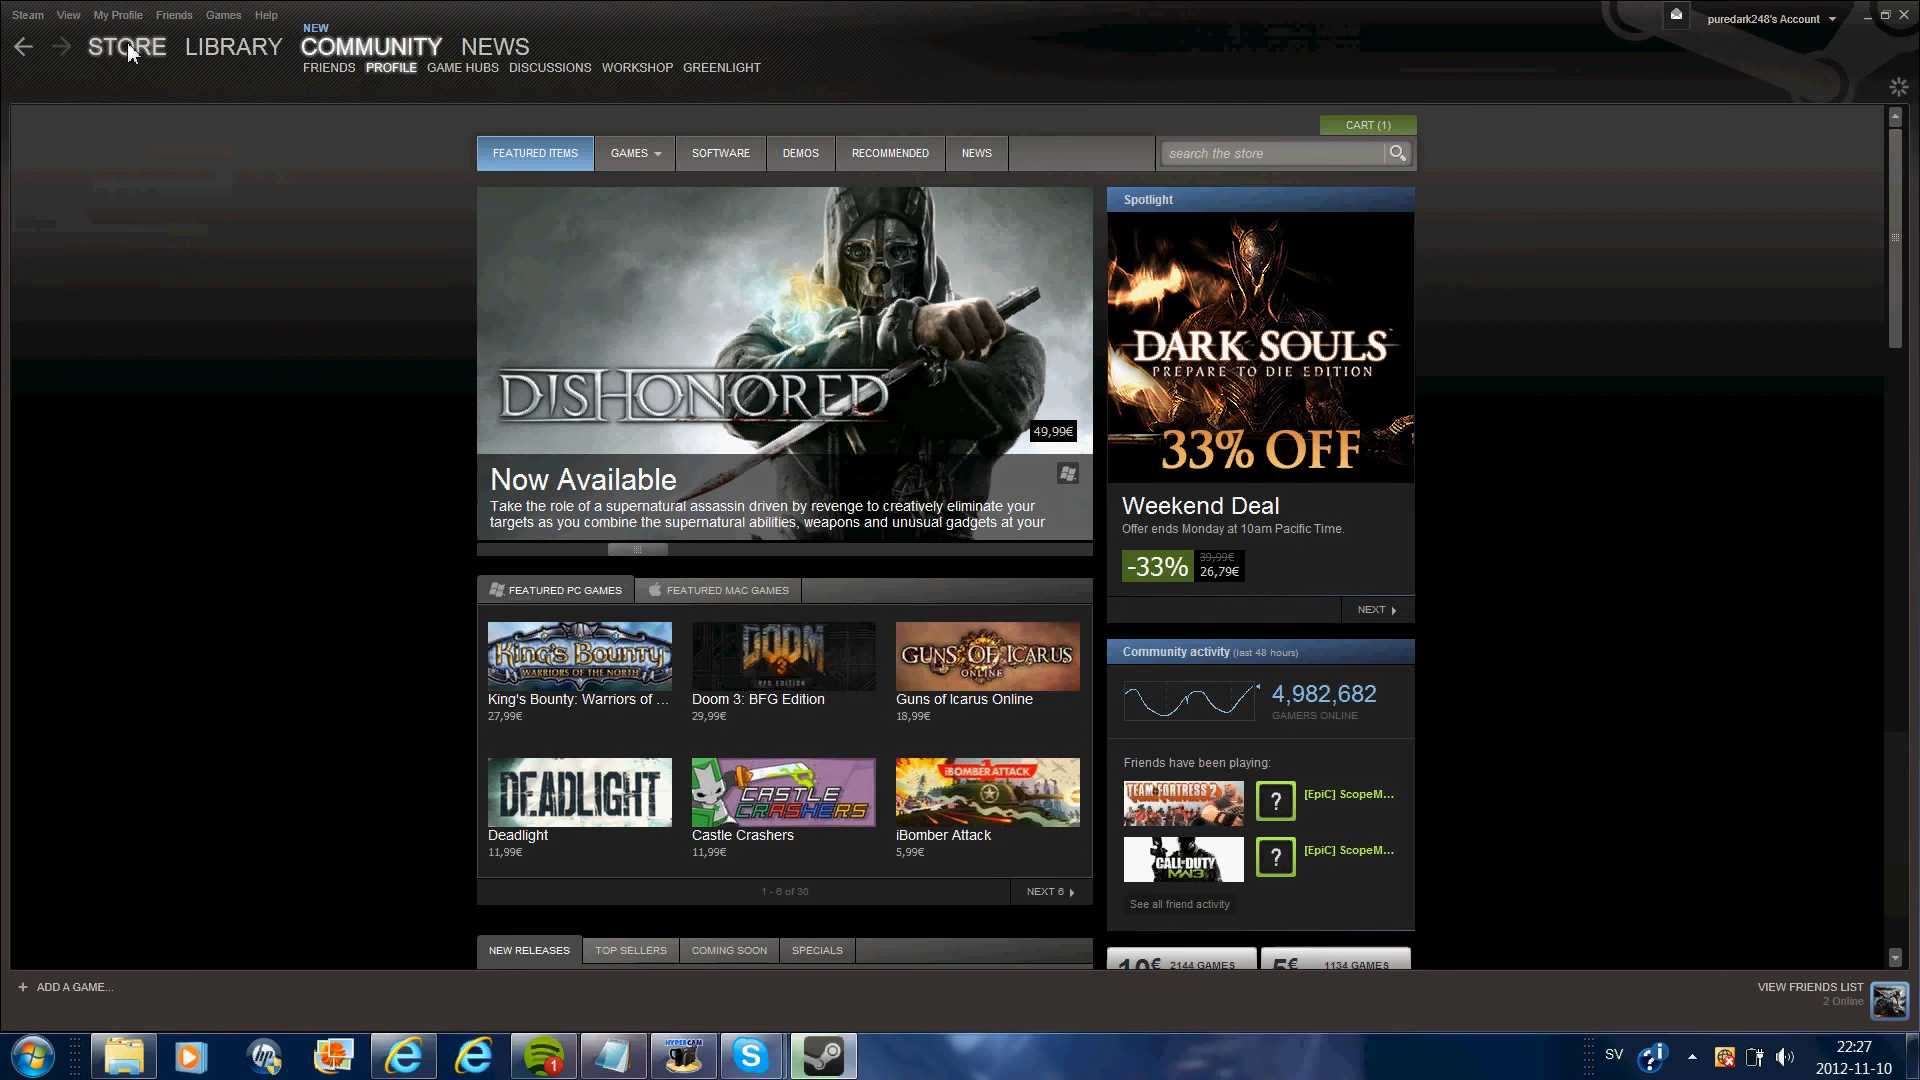 Steam View My Profile Friends Games Help
puredark248's Account
NEW
STORE LIBRARY COMMUNITY NEWS
FRIENDS PROFILE GAME HUBS DISCUSSIONS WORKSHOP GREENLIGHT
CART (1)
FEATURED ITEMS GAMES SOFTWARE DEMOS RECOMMENDED NEWS
search the store
DISHONORED
49,99€
Now Available
Take the role of a supernatural assassin driven by revenge to creatively eliminate your
targets as you combine the supernatural abilities, weapons and unusual gadgets at your
Spotlight
DARK SOULS
PREPARE TO DIE EDITION
33% OFF
Weekend Deal
Offer ends Monday at 10am Pacific Time.
-33%
39,99€
26,79€
NEXT
FEATURED PC GAMES FEATURED MAC GAMES
King's Bounty
WARRIORS OF THE NORTH
DOOM
3
BFG EDITION
GUNS OF ICARUS
ONLINE
King's Bounty: Warriors of ... Doom 3: BFG Edition Guns of Icarus Online
27,99€ 29,99€ 18,99€
DEADLIGHT
CASTLE
CRASHERS
iBOMBER ATTACK
Deadlight Castle Crashers iBomber Attack
11,99€ 11,99€ 5,99€
1 - 6 of 30
NEXT 6
NEW RELEASES TOP SELLERS COMING SOON SPECIALS
Community activity (last 48 hours)
4,982,682
GAMERS ONLINE
Friends have been playing:
TEAM FORTRESS 2
?
[EpiC] ScopeM...
CALL OF DUTY
MW3
?
[EpiC] ScopeM...
See all friend activity
10€ 2144 GAMES 5€ 1134 GAMES
+ ADD A GAME...
VIEW FRIENDS LIST
2 Online
hp
HYPERCAM
1
SV
22:27
2012-11-10